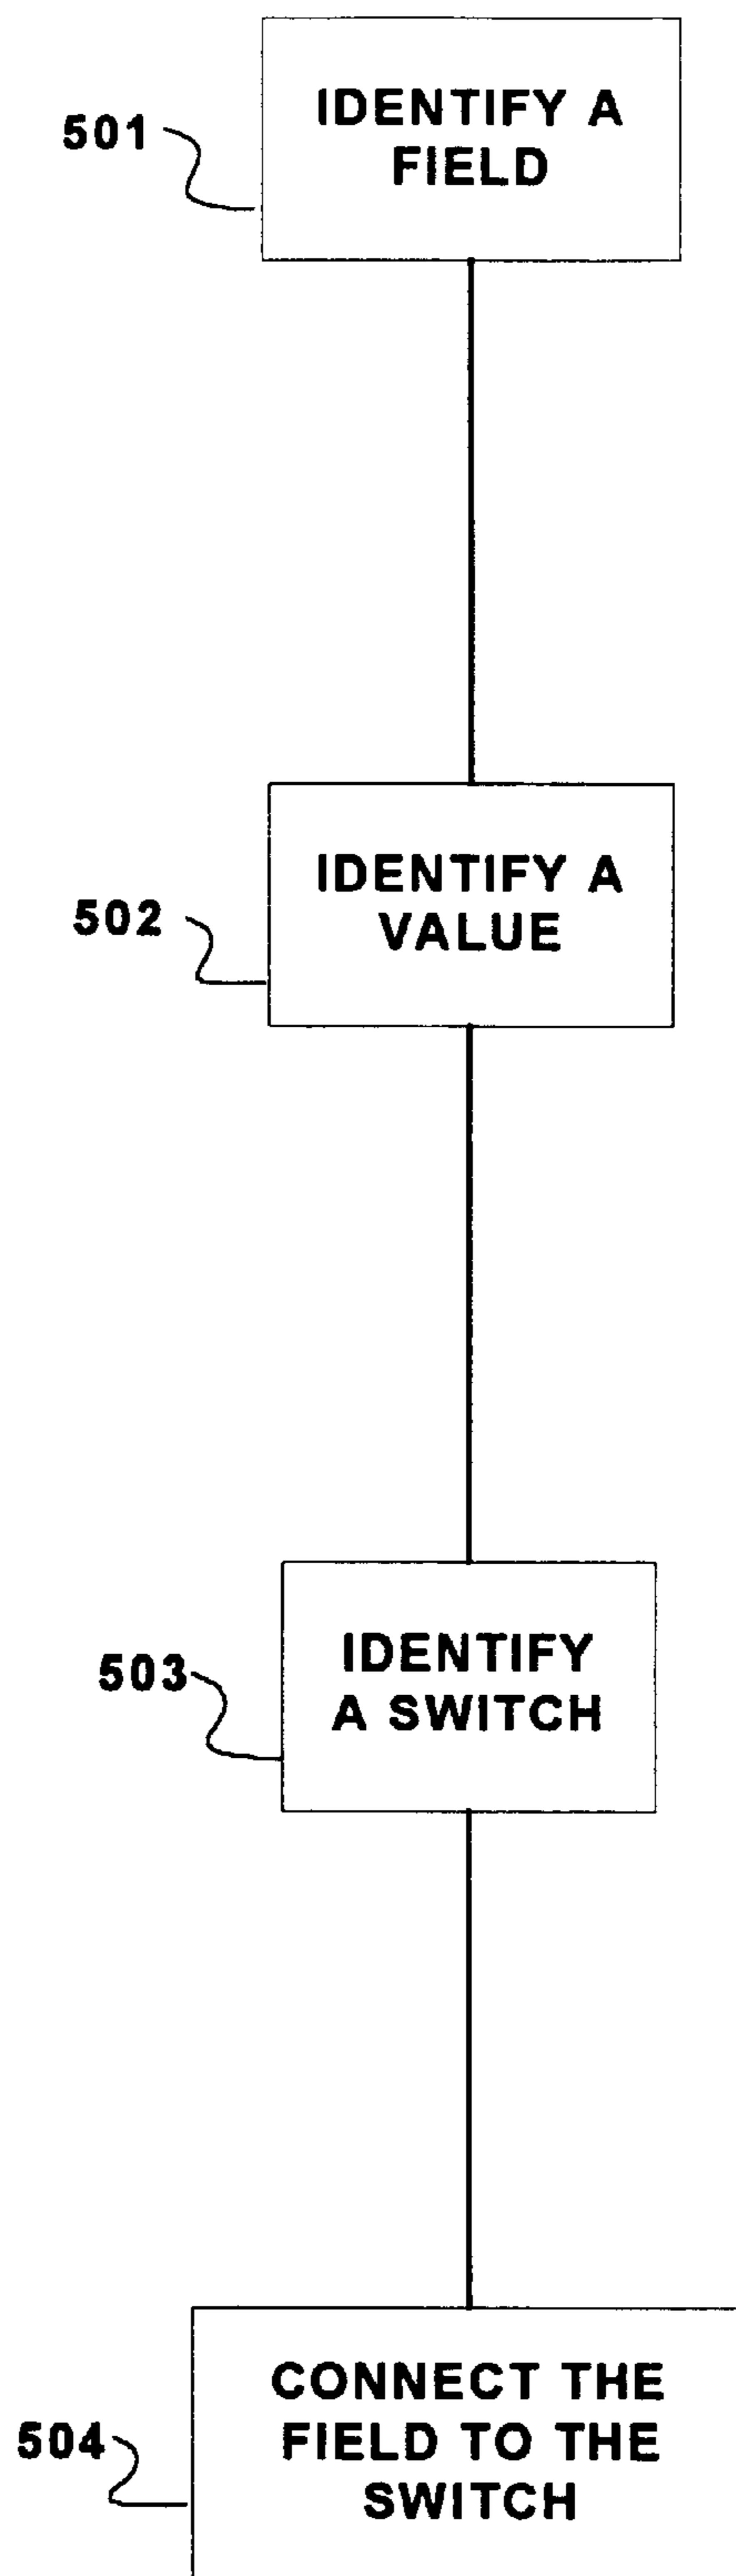 501
IDENTIFY A
FIELD
502
IDENTIFY A
VALUE
503
IDENTIFY
A SWITCH
504
CONNECT THE
FIELD TO THE
SWITCH